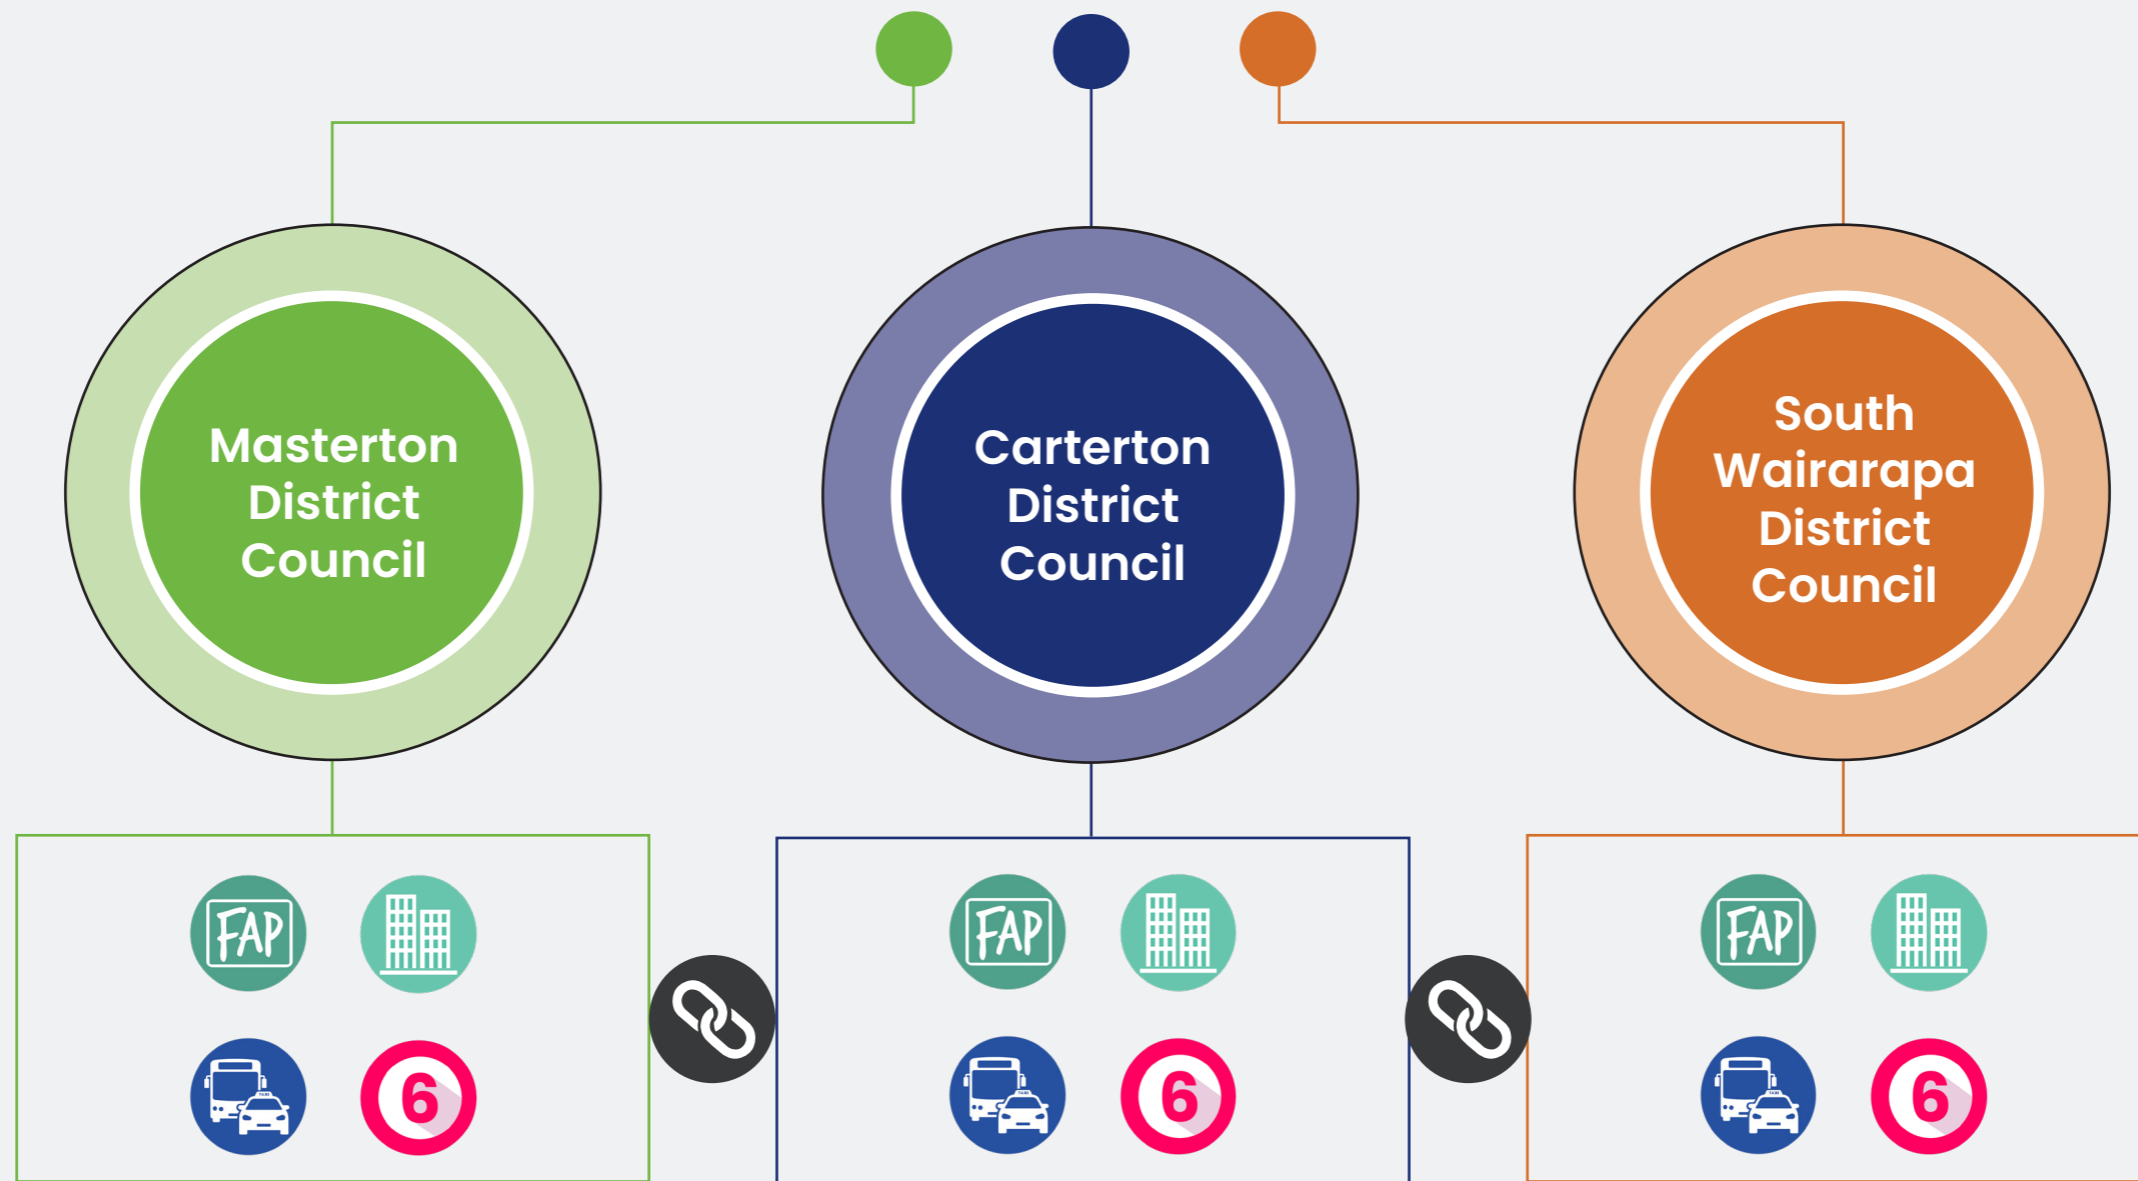 Masterton
District
Council
Carterton
District
Council
South
Wairarapa
District
Council
FAP
FAP
FAP
6
6
6